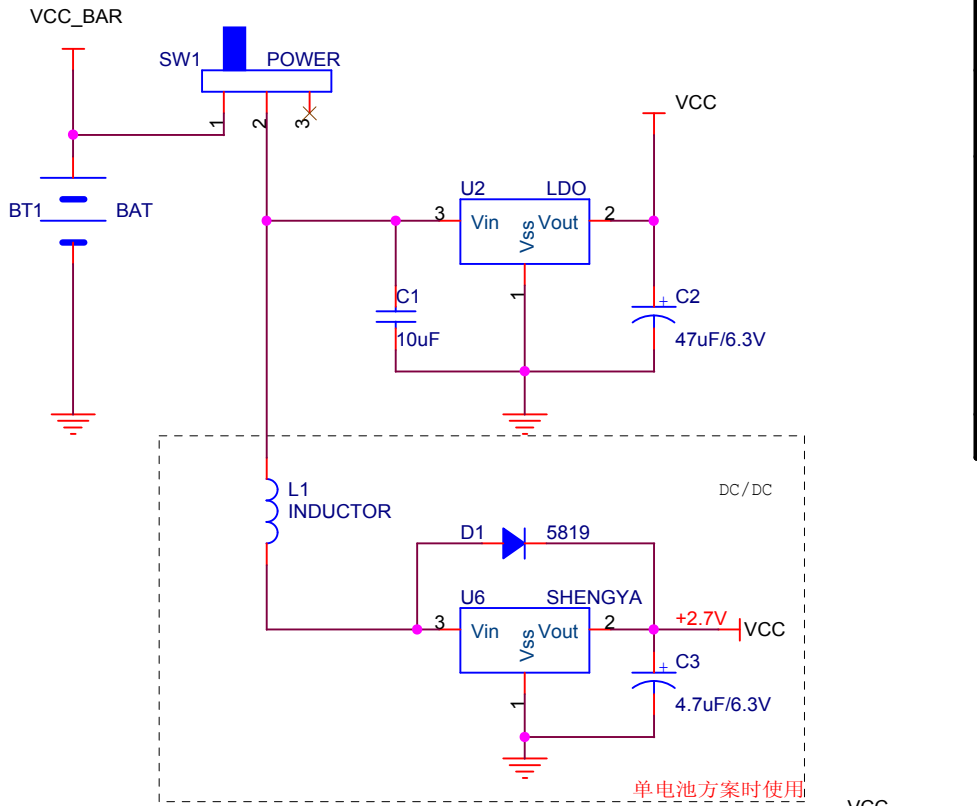 VCC_BAR
SW1 POWER
1 2 3
VCC
BT1 BAT
U2 LDO
3 Vin Vss Vout 2
1
C1
10uF
C2
47uF/6.3V
L1
INDUCTOR
DC/DC
D1 5819
U6 SHENGYA
3 Vin Vss Vout 2
1
+2.7V
VCC
C3
4.7uF/6.3V
单电池方案时使用
VCC